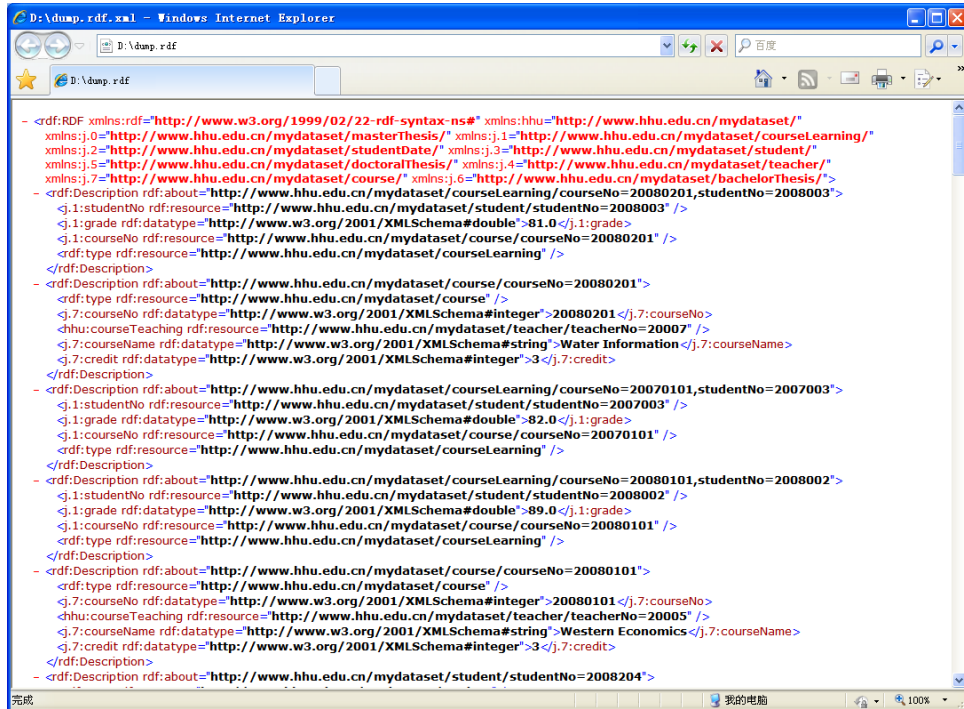 D:\dump.rdf.xml - Windows Internet Explorer
D:\dump.rdf
百度
D:\dump.rdf
»
- <rdf:RDF xmlns:rdf="http://www.w3.org/1999/02/22-rdf-syntax-ns#" xmlns:hhu="http://www.hhu.edu.cn/mydataset/"
xmlns:j.0="http://www.hhu.edu.cn/mydataset/masterThesis/" xmlns:j.1="http://www.hhu.edu.cn/mydataset/courseLearning/"
xmlns:j.2="http://www.hhu.edu.cn/mydataset/studentDate/" xmlns:j.3="http://www.hhu.edu.cn/mydataset/student/"
xmlns:j.5="http://www.hhu.edu.cn/mydataset/doctoralThesis/" xmlns:j.4="http://www.hhu.edu.cn/mydataset/teacher/"
xmlns:j.7="http://www.hhu.edu.cn/mydataset/course/" xmlns:j.6="http://www.hhu.edu.cn/mydataset/bachelorThesis/">
- <rdf:Description rdf:about="http://www.hhu.edu.cn/mydataset/courseLearning/courseNo=20080201,studentNo=2008003">
<j.1:studentNo rdf:resource="http://www.hhu.edu.cn/mydataset/student/studentNo=2008003" />
<j.1:grade rdf:datatype="http://www.w3.org/2001/XMLSchema#double">81.0</j.1:grade>
<j.1:courseNo rdf:resource="http://www.hhu.edu.cn/mydataset/course/courseNo=20080201" />
<rdf:type rdf:resource="http://www.hhu.edu.cn/mydataset/courseLearning" />
</rdf:Description>
- <rdf:Description rdf:about="http://www.hhu.edu.cn/mydataset/course/courseNo=20080201">
<rdf:type rdf:resource="http://www.hhu.edu.cn/mydataset/course" />
<j.7:courseNo rdf:datatype="http://www.w3.org/2001/XMLSchema#integer">20080201</j.7:courseNo>
<hhu:courseTeaching rdf:resource="http://www.hhu.edu.cn/mydataset/teacher/teacherNo=20007" />
<j.7:courseName rdf:datatype="http://www.w3.org/2001/XMLSchema#string">Water Information</j.7:courseName>
<j.7:credit rdf:datatype="http://www.w3.org/2001/XMLSchema#integer">3</j.7:credit>
</rdf:Description>
- <rdf:Description rdf:about="http://www.hhu.edu.cn/mydataset/courseLearning/courseNo=20070101,studentNo=2007003">
<j.1:studentNo rdf:resource="http://www.hhu.edu.cn/mydataset/student/studentNo=2007003" />
<j.1:grade rdf:datatype="http://www.w3.org/2001/XMLSchema#double">82.0</j.1:grade>
<j.1:courseNo rdf:resource="http://www.hhu.edu.cn/mydataset/course/courseNo=20070101" />
<rdf:type rdf:resource="http://www.hhu.edu.cn/mydataset/courseLearning" />
</rdf:Description>
- <rdf:Description rdf:about="http://www.hhu.edu.cn/mydataset/courseLearning/courseNo=20080101,studentNo=2008002">
<j.1:studentNo rdf:resource="http://www.hhu.edu.cn/mydataset/student/studentNo=2008002" />
<j.1:grade rdf:datatype="http://www.w3.org/2001/XMLSchema#double">89.0</j.1:grade>
<j.1:courseNo rdf:resource="http://www.hhu.edu.cn/mydataset/course/courseNo=20080101" />
<rdf:type rdf:resource="http://www.hhu.edu.cn/mydataset/courseLearning" />
</rdf:Description>
- <rdf:Description rdf:about="http://www.hhu.edu.cn/mydataset/course/courseNo=20080101">
<rdf:type rdf:resource="http://www.hhu.edu.cn/mydataset/course" />
<j.7:courseNo rdf:datatype="http://www.w3.org/2001/XMLSchema#integer">20080101</j.7:courseNo>
<hhu:courseTeaching rdf:resource="http://www.hhu.edu.cn/mydataset/teacher/teacherNo=20005" />
<j.7:courseName rdf:datatype="http://www.w3.org/2001/XMLSchema#string">Western Economics</j.7:courseName>
<j.7:credit rdf:datatype="http://www.w3.org/2001/XMLSchema#integer">3</j.7:credit>
</rdf:Description>
- <rdf:Description rdf:about="http://www.hhu.edu.cn/mydataset/student/studentNo=2008204">
完成
我的电脑
100%